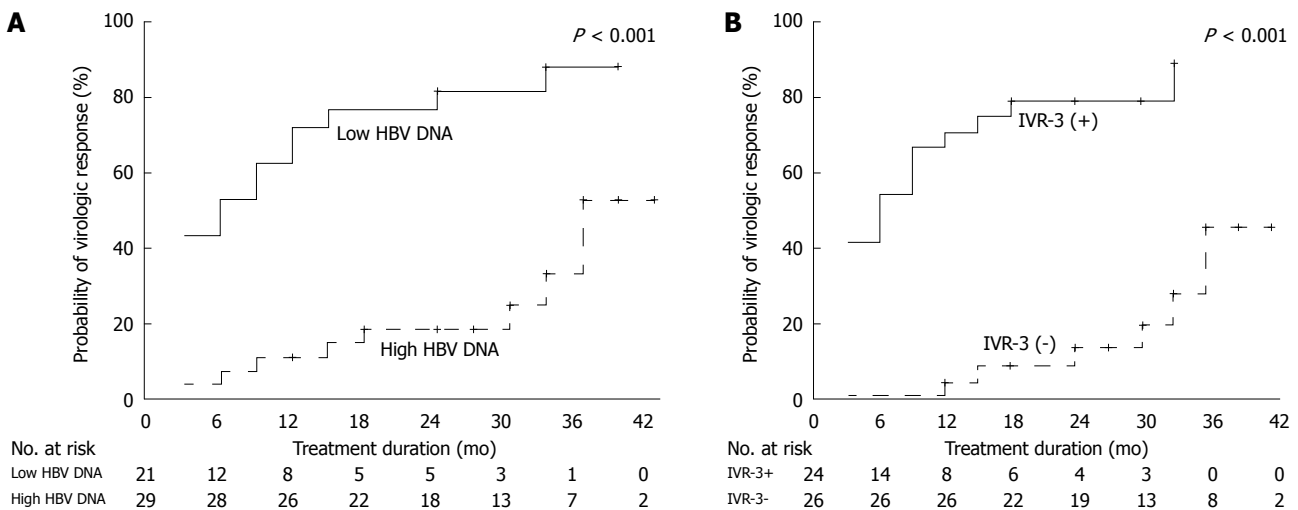 A
P < 0.001
Probability of virologic response (%)
100
80
60
40
20
0
Low HBV DNA
High HBV DNA
0 6 12 18 24 30 36 42
Treatment duration (mo)
No. at risk
Low HBV DNA 21 12 8 5 5 3 1 0
High HBV DNA 29 28 26 22 18 13 7 2
B
P < 0.001
Probability of virologic response (%)
100
80
60
40
20
0
IVR-3 (+)
IVR-3 (-)
0 6 12 18 24 30 36 42
Treatment duration (mo)
No. at risk
IVR-3+ 24 14 8 6 4 3 0 0
IVR-3- 26 26 26 22 19 13 8 2